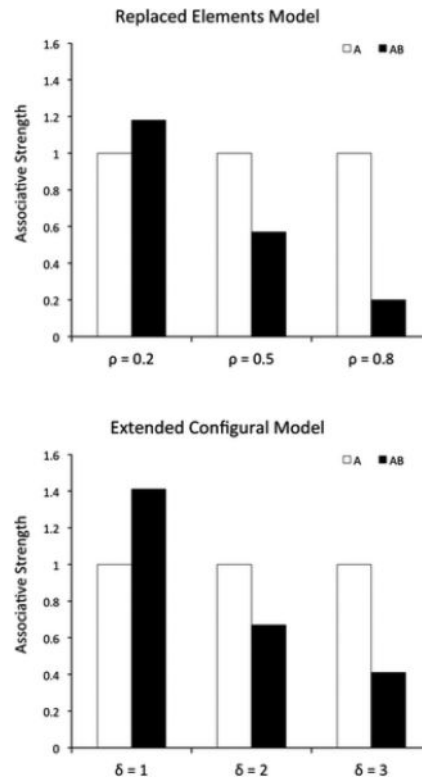 Replaced Elements Model
A AB
Associative Strength
1.6
1.4
1.2
1
0.8
0.6
0.4
0.2
0
ρ = 0.2 ρ = 0.5 ρ = 0.8
Extended Configural Model
A AB
Associative Strength
1.6
1.4
1.2
1
0.8
0.6
0.4
0.2
0
δ = 1 δ = 2 δ = 3